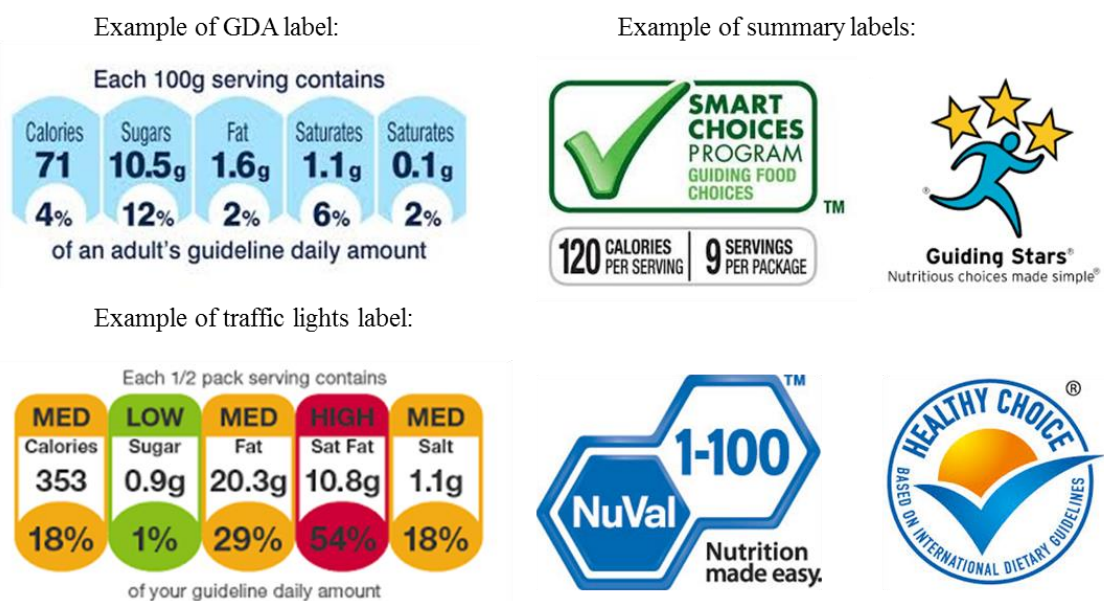 Example of GDA label:
Each 100g serving contains
Calories Sugars Fat Saturates Saturates
71 10.5g 1.6g 1.1g 0.1g
4% 12% 2% 6% 2%
of an adult's guideline daily amount
Example of summary labels:
SMART
CHOICES
PROGRAM
GUIDING FOOD
CHOICES
TM
120 CALORIES PER SERVING 9 SERVINGS PER PACKAGE
®
Guiding Stars®
Nutritious choices made simple®
Example of traffic lights label:
Each 1/2 pack serving contains
MED LOW MED HIGH MED
Calories Sugar Fat Sat Fat Salt
353 0.9g 20.3g 10.8g 1.1g
18% 1% 29% 54% 18%
of your guideline daily amount
TM
1-100
NuVal
Nutrition
made easy.
®
HEALTHY CHOICE
BASED ON INTERNATIONAL DIETARY GUIDELINES